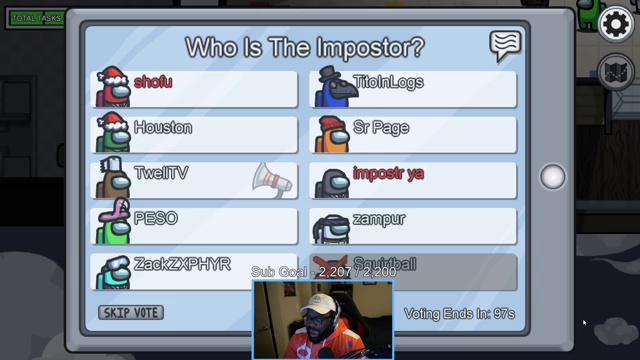 TOTAL TASKS
Who Is The Impostor?
shofu
TitoInLogs
Houston
Sr Page
TwellTV
impostr ya
PESO
zampur
ZackZXPHYR
Squirtball
Sub Goal - 2,207 / 2,200
SKIP VOTE
Voting Ends In: 97s